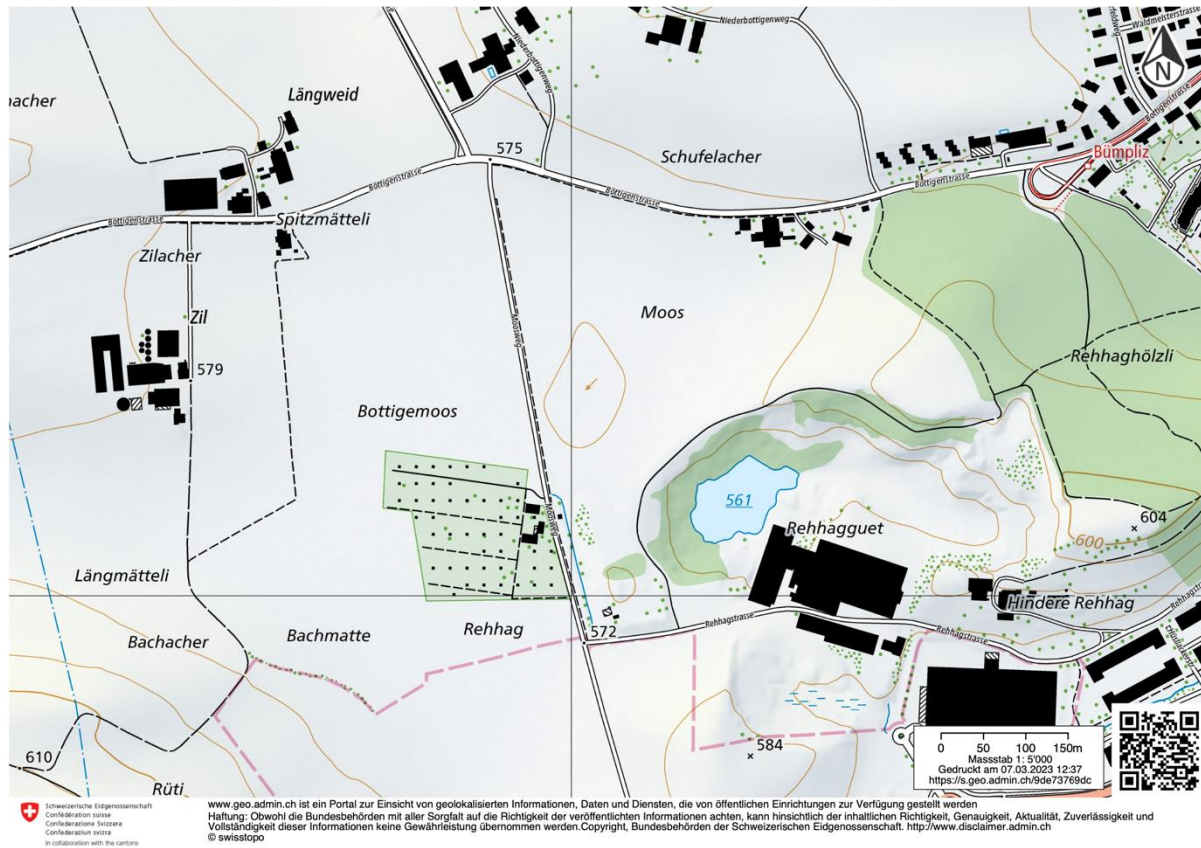 Niederbottigenweg
Waldmeisterstrasse
N
nacher
Längweid
Niederbottigenweg
Bottigenstrasse
575
Schufelacher
Bümpliz
Bottigenstrasse
Bottigenstrasse
Bottigenstrasse
Bottigenstrasse
Spitzmätteli
Zilacher
Zil
579
Moosweg
Moos
Rehhaghölzli
Bottigemoos
561
Moosweg
Rehhagguet
604
600
Längmätteli
Hindere Rehhag
Bachacher
Bachmatte
Rehhag
572
Rehhagstrasse
Rehhagstrasse
Rehhagstr
584
610
Rüti
0 50 100 150m
Massstab 1: 5'000
Gedruckt am 07.03.2023 12:37
https://s.geo.admin.ch/9de73769dc
Schweizerische Eidgenossenschaft
Confédération suisse
Confederazione Svizzera
Confederaziun svizra
In collaboration with the cantons
www.geo.admin.ch ist ein Portal zur Einsicht von geolokalisierten Informationen, Daten und Diensten, die von öffentlichen Einrichtungen zur Verfügung gestellt werden
Haftung: Obwohl die Bundesbehörden mit aller Sorgfalt auf die Richtigkeit der veröffentlichten Informationen achten, kann hinsichtlich der inhaltlichen Richtigkeit, Genauigkeit, Aktualität, Zuverlässigkeit und
Vollständigkeit dieser Informationen keine Gewährleistung übernommen werden.Copyright, Bundesbehörden der Schweizerischen Eidgenossenschaft. http://www.disclaimer.admin.ch
© swisstopo